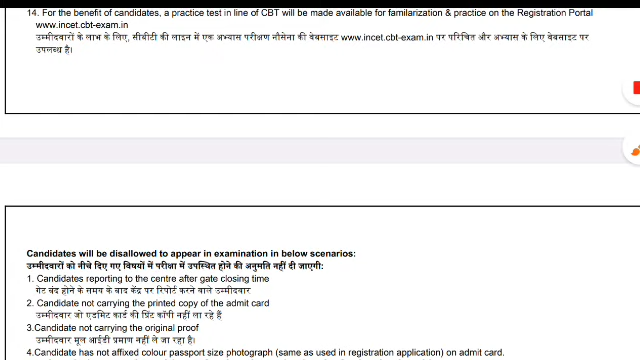 14. For the benefit of candidates, a practice test in line of CBT will be made available for familarization & practice on the Registration Portal
www.incet.cbt-exam.in
उम्मीदवारों के लाभ के लिए, सीबीटी की लाइन में एक अभ्यास परीक्षण नौसेना की वेबसाइट www.incet.cbt-exam.in पर परिचित और अभ्यास के लिए वेबसाइट पर
उपलब्ध है।
Candidates will be disallowed to appear in examination in below scenarios:
उम्मीदवारों को नीचे दिए गए विषयों में परीक्षा में उपस्थित होने की अनुमति नहीं दी जाएगी:
1. Candidates reporting to the centre after gate closing time
गेट बंद होने के समय के बाद केंद्र पर रिपोर्ट करने वाले उम्मीदवार
2. Candidate not carrying the printed copy of the admit card
उम्मीदवार जो एडमिट कार्ड की प्रिंट कॉपी नहीं ला रहे हैं
3.Candidate not carrying the original proof
उम्मीदवार मूल आईडी प्रमाण नहीं ले जा रहा है।
4.Candidate has not affixed colour passport size photograph (same as used in registration application) on admit card.